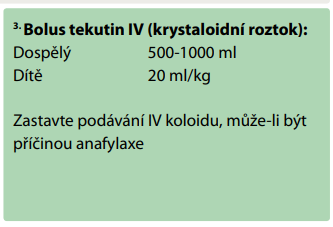 3. Bolus tekutin IV (krystaloidní roztok):
Dospělý 500-1000 ml
Dítě 20 ml/kg
Zastavte podávání IV koloidu, může-li být
příčinou anafylaxe